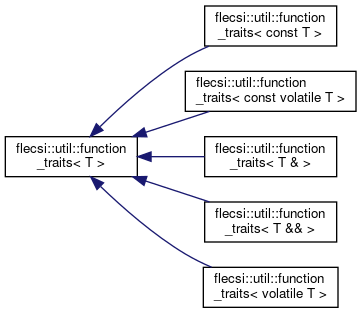 flecsi::util::function
_traits< const T >
flecsi::util::function
_traits< const volatile T >
flecsi::util::function
_traits< T >
flecsi::util::function
_traits< T & >
flecsi::util::function
_traits< T && >
flecsi::util::function
_traits< volatile T >